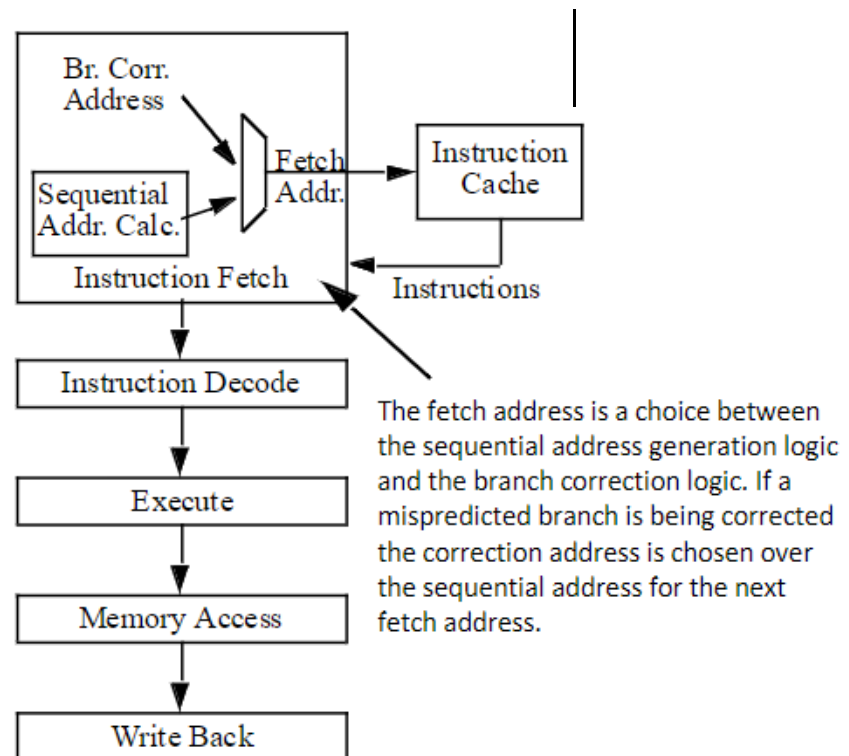 Br. Corr.
Address
Fetch
Addr.
Sequential
Addr. Calc.
Instruction Fetch
Instruction
Cache
Instructions
Instruction Decode
Execute
Memory Access
Write Back
The fetch address is a choice between
the sequential address generation logic
and the branch correction logic. If a
mispredicted branch is being corrected
the correction address is chosen over
the sequential address for the next
fetch address.